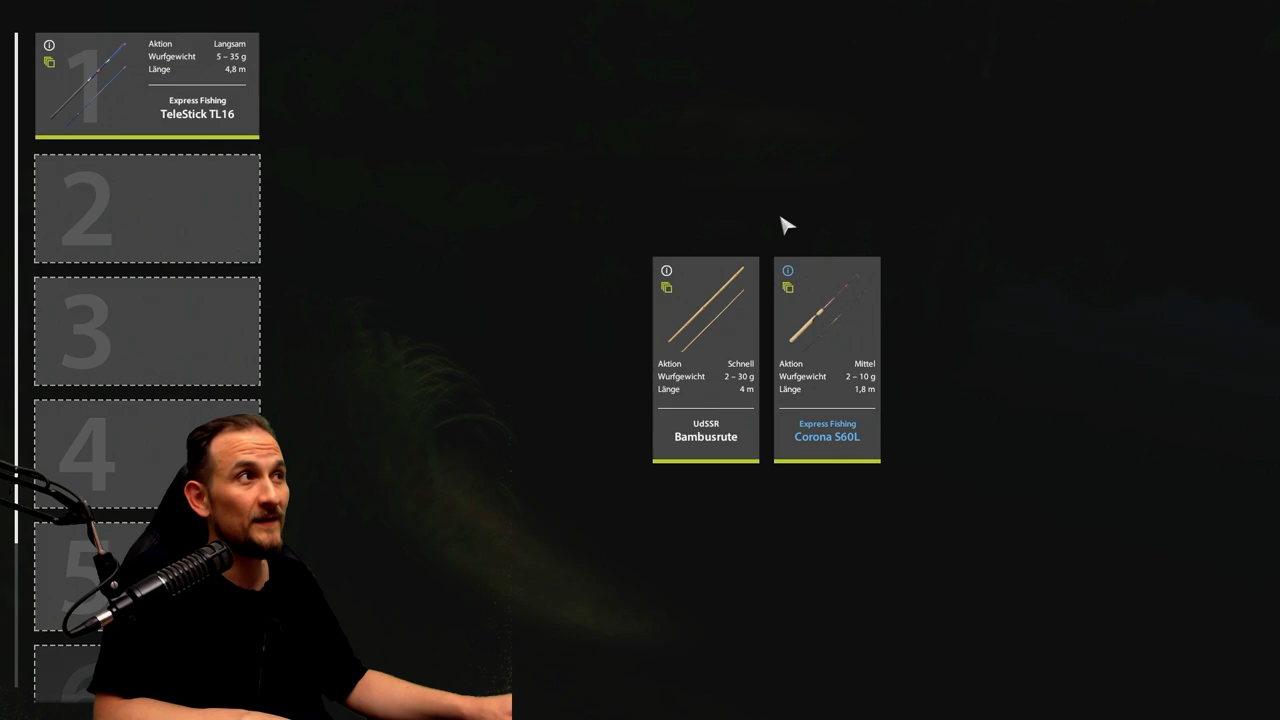 1
Aktion Langsam
Wurfgewicht 5 – 35 g
Länge 4,8 m
Express Fishing
TeleStick TL16
2
3
4
5
6
Aktion Schnell
Wurfgewicht 2 – 30 g
Länge 4 m
UdSSR
Bambusrute
Aktion Mittel
Wurfgewicht 2 – 10 g
Länge 1,8 m
Express Fishing
Corona S60L